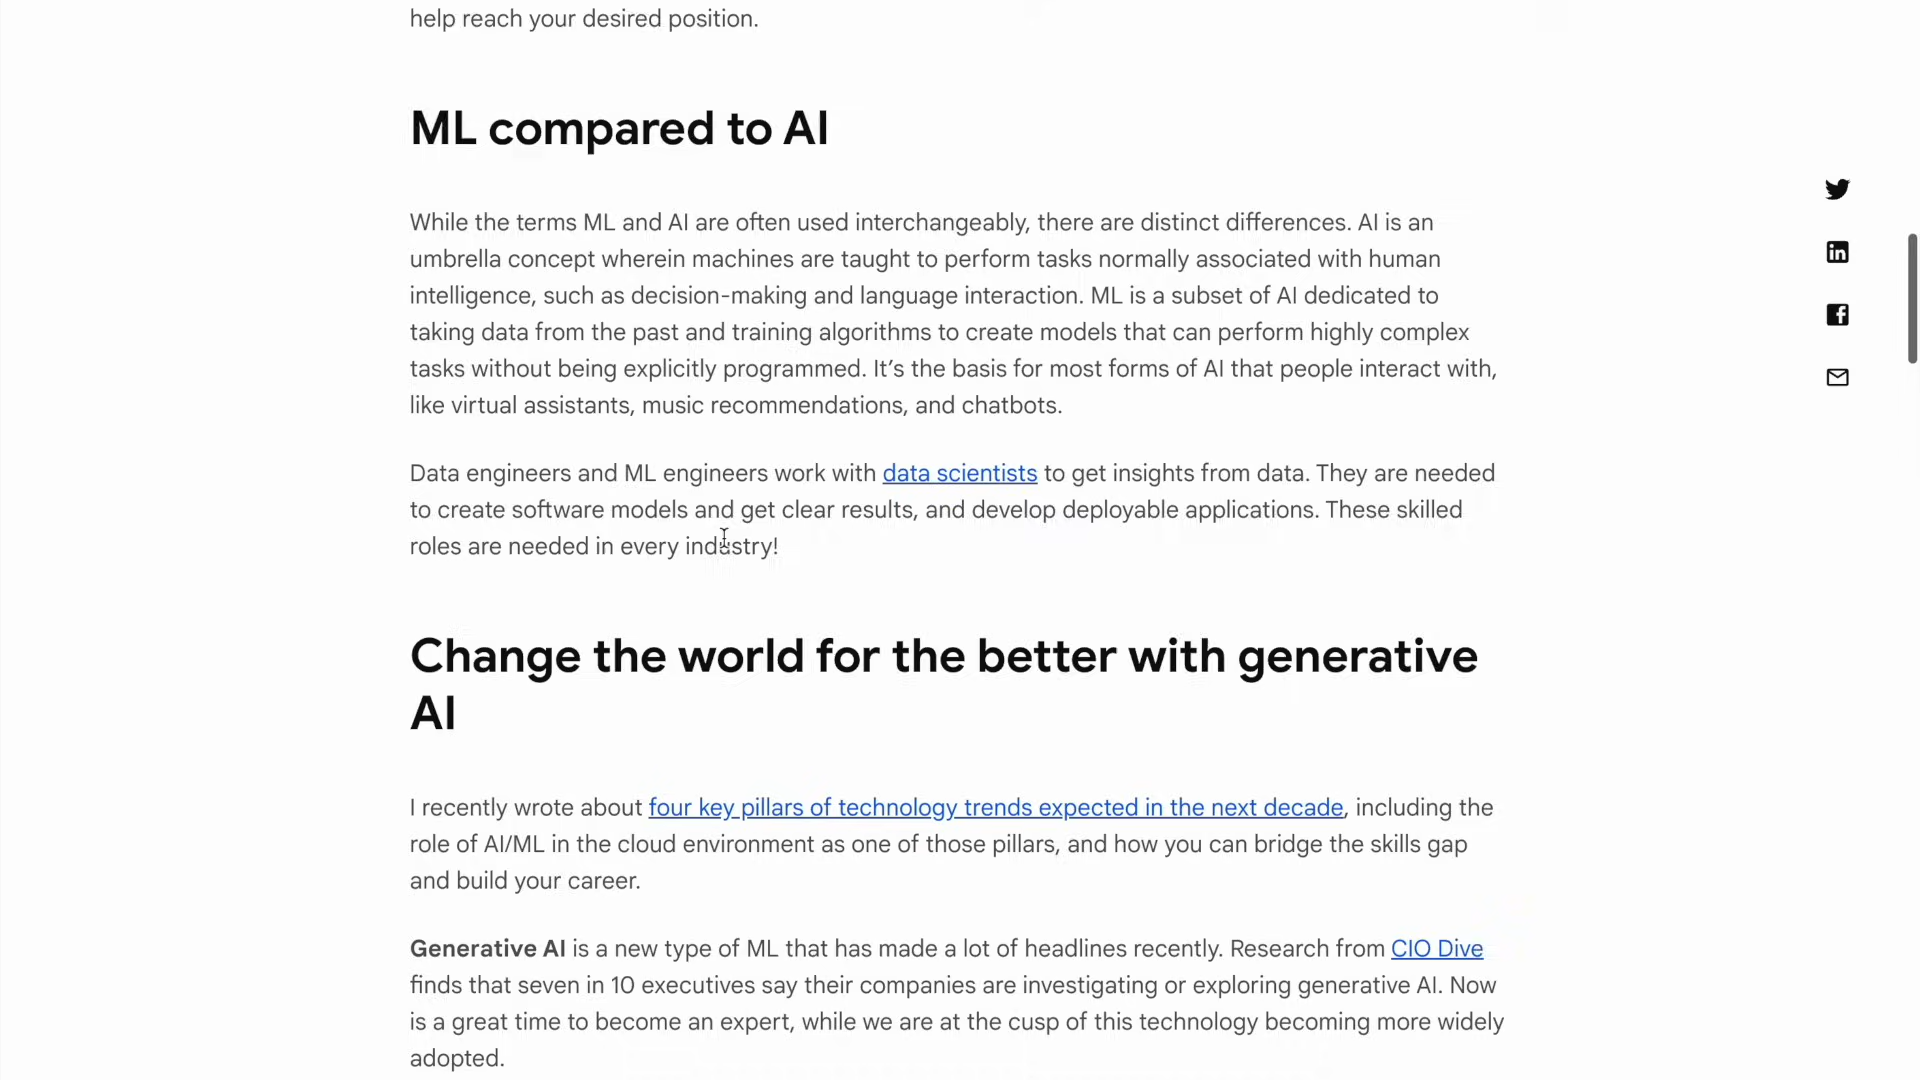 help reach your desired position.
ML compared to AI
While the terms ML and AI are often used interchangeably, there are distinct differences. AI is an
umbrella concept wherein machines are taught to perform tasks normally associated with human
intelligence, such as decision-making and language interaction. ML is a subset of AI dedicated to
taking data from the past and training algorithms to create models that can perform highly complex
tasks without being explicitly programmed. It’s the basis for most forms of AI that people interact with,
like virtual assistants, music recommendations, and chatbots.
Data engineers and ML engineers work with data scientists to get insights from data. They are needed
to create software models and get clear results, and develop deployable applications. These skilled
roles are needed in every industry!
Change the world for the better with generative
AI
I recently wrote about four key pillars of technology trends expected in the next decade, including the
role of AI/ML in the cloud environment as one of those pillars, and how you can bridge the skills gap
and build your career.
Generative AI is a new type of ML that has made a lot of headlines recently. Research from CIO Dive
finds that seven in 10 executives say their companies are investigating or exploring generative AI. Now
is a great time to become an expert, while we are at the cusp of this technology becoming more widely
adopted.